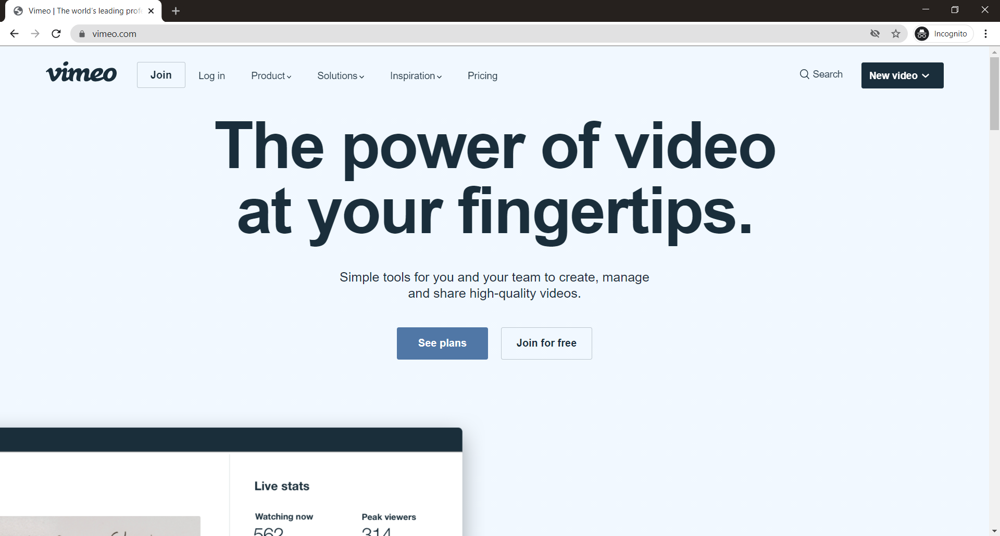 Vimeo | The world's leading profe
vimeo.com
Incognito
vimeo
Join
Log in
Product
Solutions
Inspiration
Pricing
Search
New video
The power of video
at your fingertips.
Simple tools for you and your team to create, manage
and share high-quality videos.
See plans
Join for free
Live stats
Watching now
Peak viewers
562
314